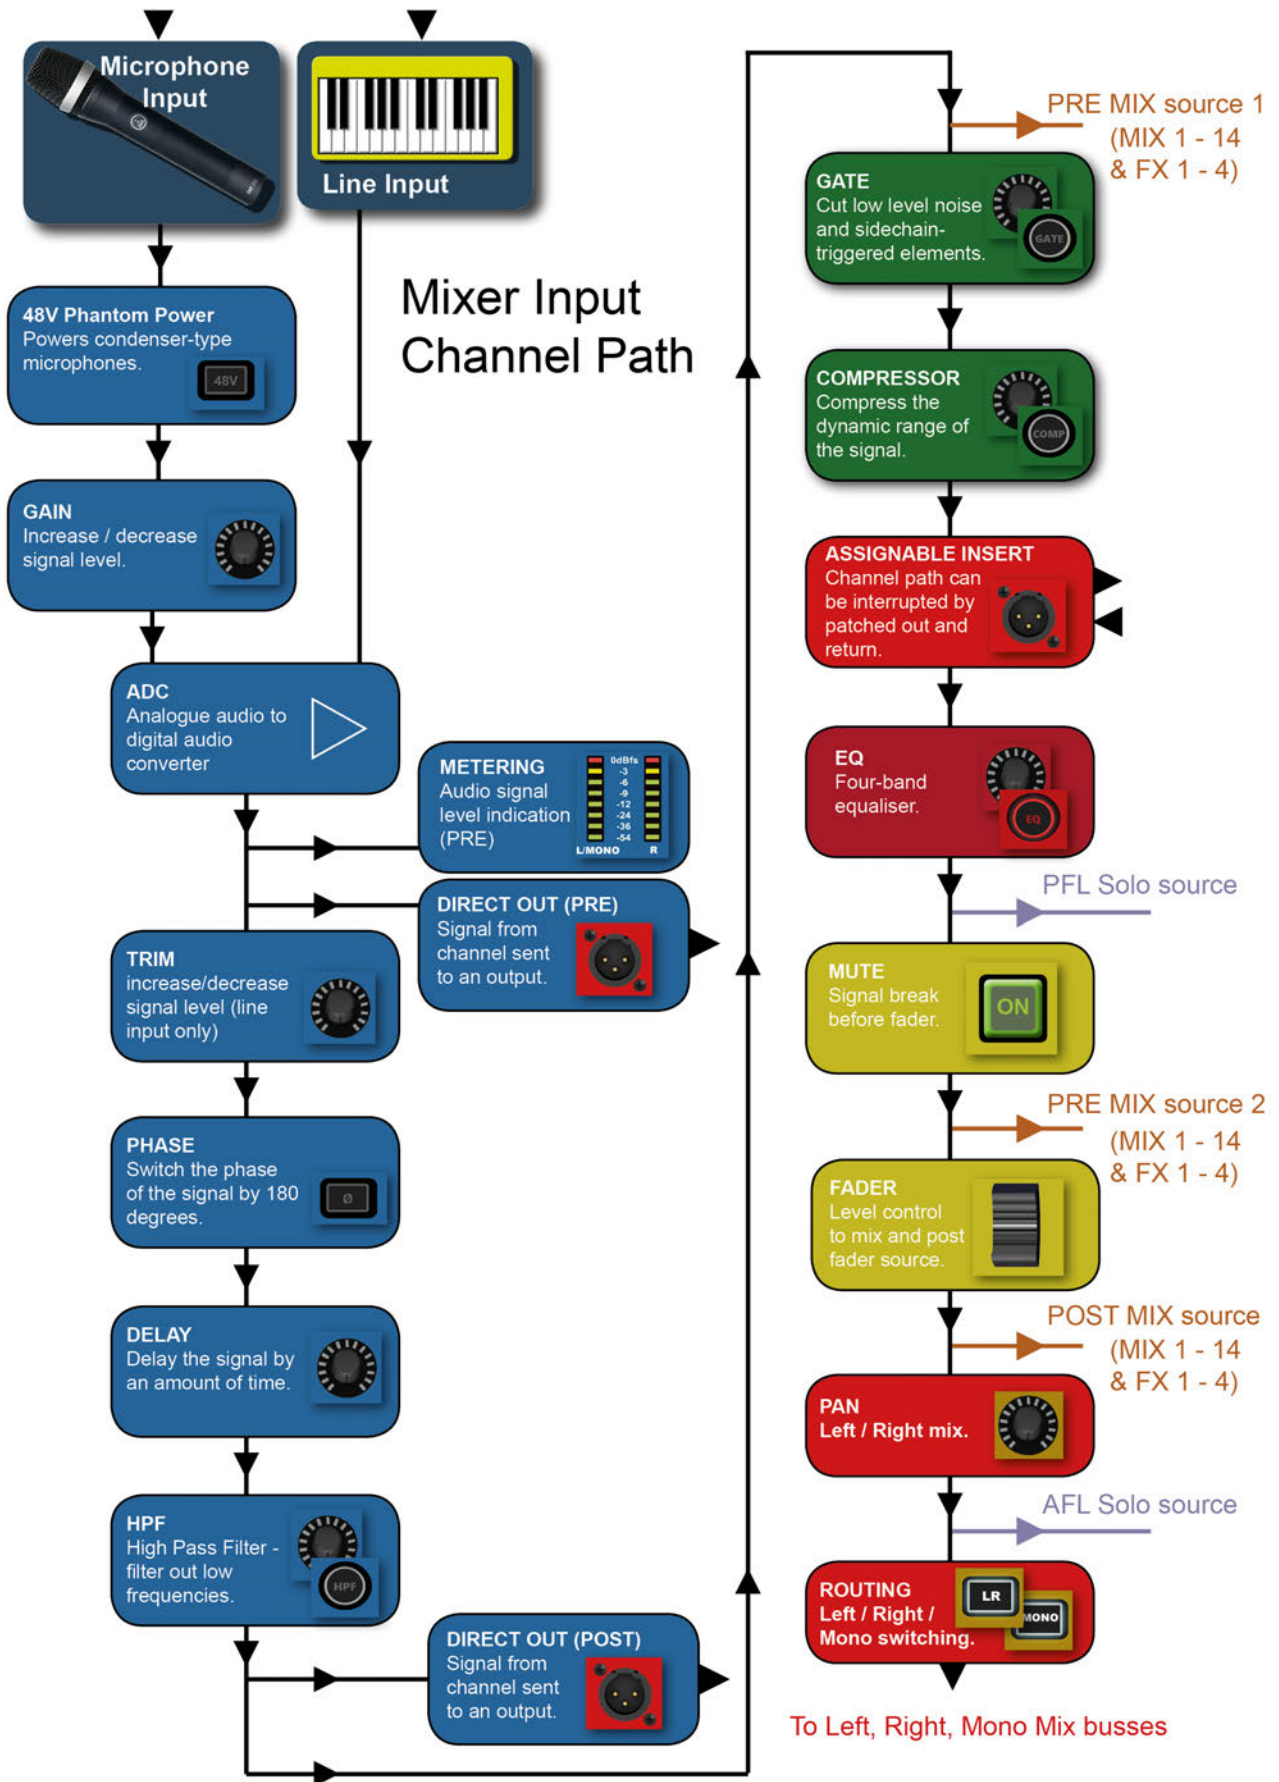 Microphone
Input
Line Input
Mixer Input
Channel Path
48V Phantom Power
Powers condenser-type
microphones.
48V
GAIN
Increase / decrease
signal level.
ADC
Analogue audio to
digital audio
converter
METERING
Audio signal
level indication
(PRE)
0dBfs
-3
-6
-9
-12
-24
-36
-54
L/MONO R
DIRECT OUT (PRE)
Signal from
channel sent
to an output.
TRIM
increase/decrease
signal level (line
input only)
PHASE
Switch the phase
of the signal by 180
degrees.
Ø
DELAY
Delay the signal by
an amount of time.
HPF
High Pass Filter -
filter out low
frequencies.
HPF
DIRECT OUT (POST)
Signal from
channel sent
to an output.
PRE MIX source 1
(MIX 1 - 14
& FX 1 - 4)
GATE
Cut low level noise
and sidechain-
triggered elements.
GATE
COMPRESSOR
Compress the
dynamic range of
the signal.
COMP
ASSIGNABLE INSERT
Channel path can
be interrupted by
patched out and
return.
EQ
Four-band
equaliser.
EQ
PFL Solo source
MUTE
Signal break
before fader.
ON
PRE MIX source 2
(MIX 1 - 14
& FX 1 - 4)
FADER
Level control
to mix and post
fader source.
POST MIX source
(MIX 1 - 14
& FX 1 - 4)
PAN
Left / Right mix.
AFL Solo source
ROUTING
Left / Right /
Mono switching.
LR
MONO
To Left, Right, Mono Mix busses